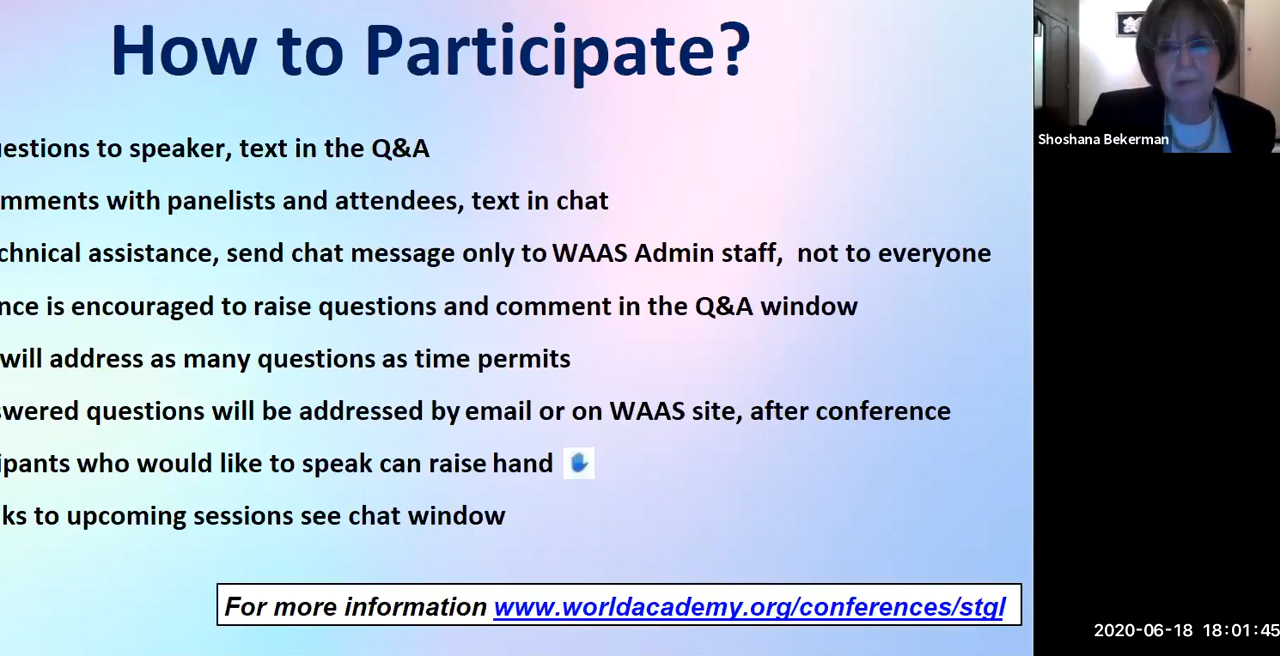 How to Participate?
uestions to speaker, text in the Q&A
mments with panelists and attendees, text in chat
chnical assistance, send chat message only to WAAS Admin staff, not to everyone
nce is encouraged to raise questions and comment in the Q&A window
will address as many questions as time permits
swered questions will be addressed by email or on WAAS site, after conference
ipants who would like to speak can raise hand
ks to upcoming sessions see chat window
For more information www.worldacademy.org/conferences/stgl
Shoshana Bekerman
2020-06-18 18:01:45